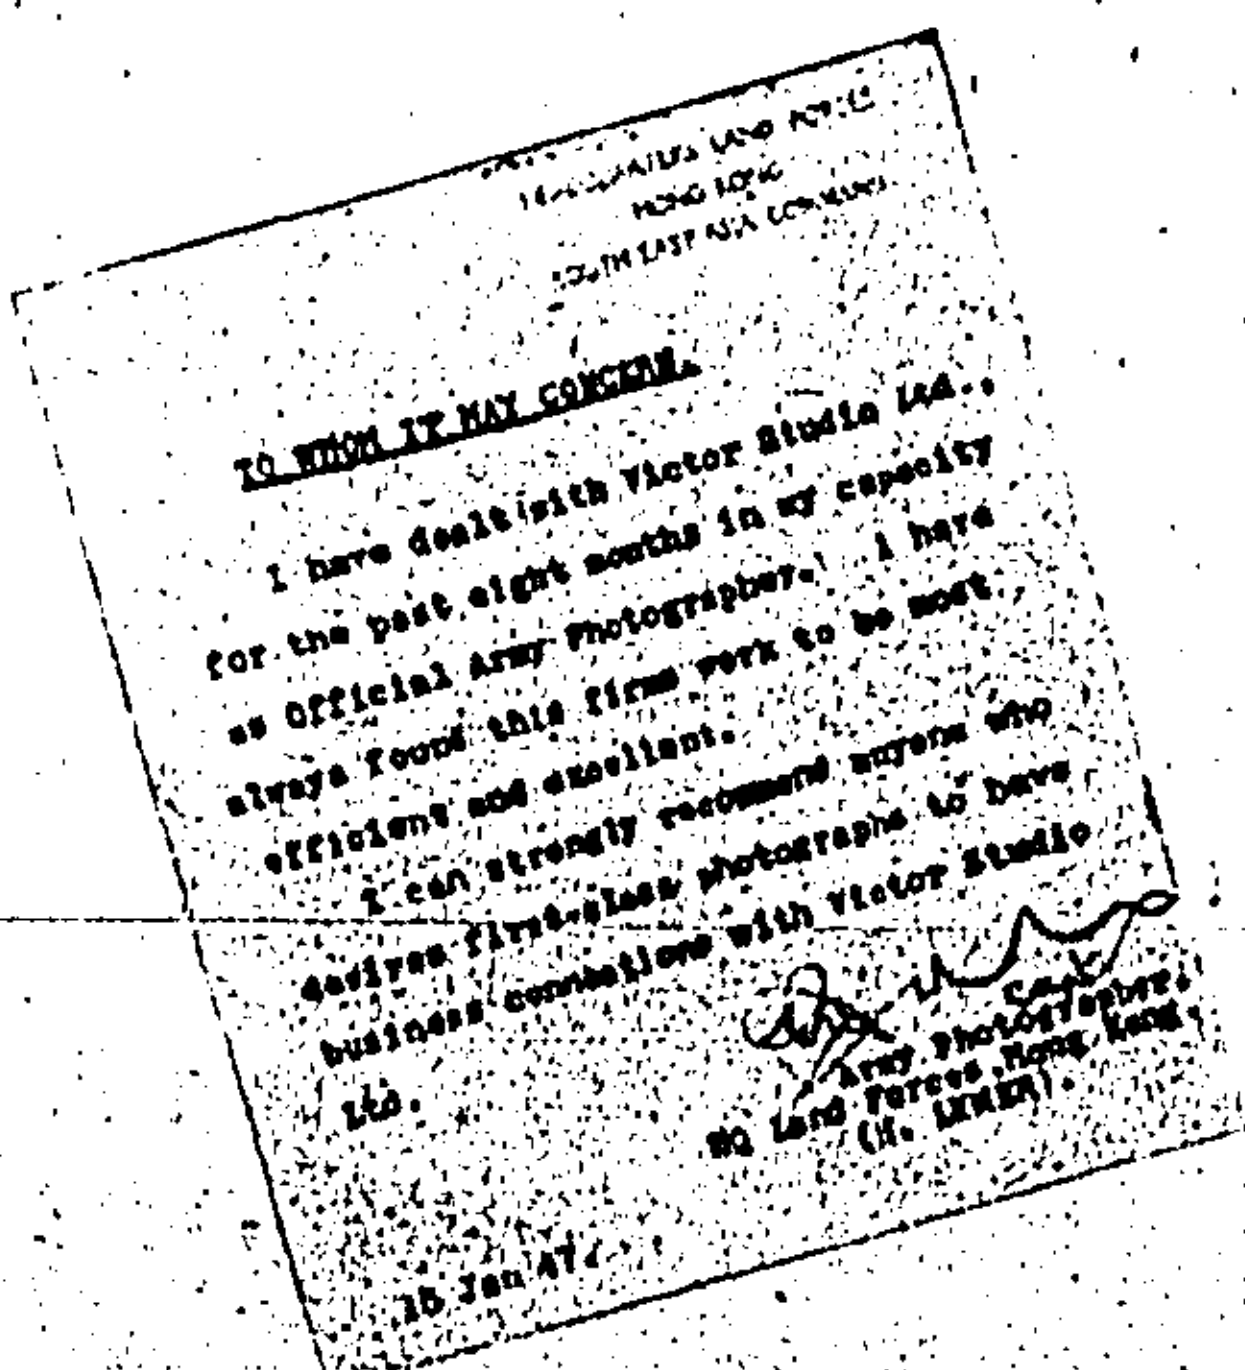 HEADQUARTERS LAND FORCES
HONG KONG
SOUTH EAST ASIA COMMAND
TO WHOM IT MAY CONCERN.
I have dealt with Victor Studio Ltd.,
for the past eight months in my capacity
as Official Army Photographer. I have
always found this firms work to be most
efficient and excellent.
I can strongly recommend anyone who
desires first-class photographs to have
business connections with Victor Studio
Ltd.
Army Photographer.
HQ Land Forces, Hong Kong.
Jan 47.